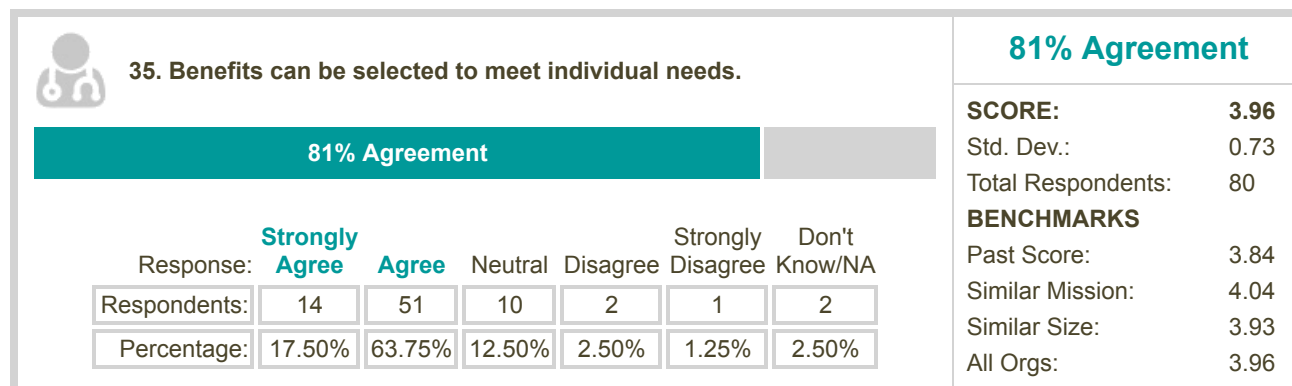 35. Benefits can be selected to meet individual needs.
81% Agreement
Response: Strongly Agree Agree Neutral Disagree Strongly Disagree Don't Know/NA
Respondents: 14 51 10 2 1 2
Percentage: 17.50% 63.75% 12.50% 2.50% 1.25% 2.50%
81% Agreement
SCORE: 3.96
Std. Dev.: 0.73
Total Respondents: 80
BENCHMARKS
Past Score: 3.84
Similar Mission: 4.04
Similar Size: 3.93
All Orgs: 3.96